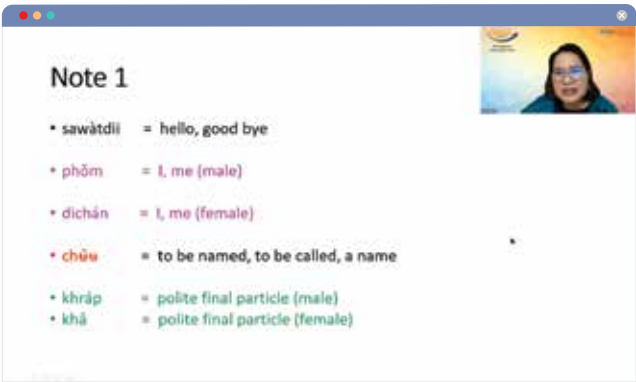 Note 1
• sawàtdii = hello, good bye
• phǒm = I, me (male)
• dichán = I, me (female)
• chʉ̂ʉ = to be named, to be called, a name
• khráp = polite final particle (male)
• khâ = polite final particle (female)